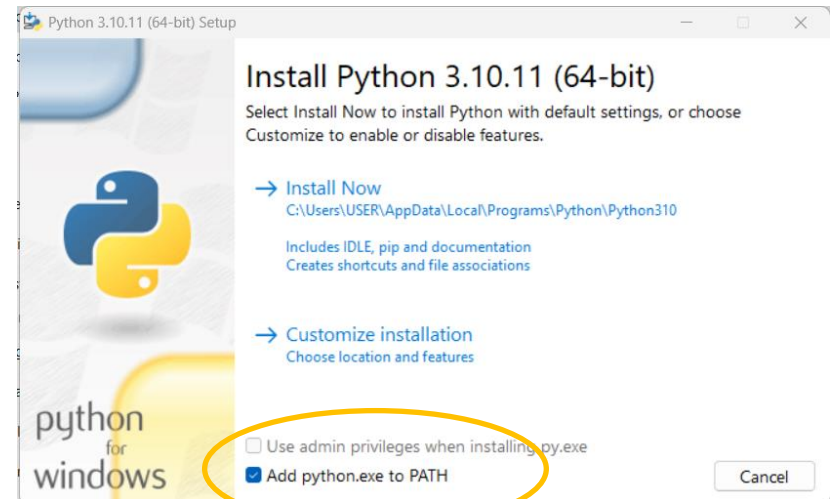 Python 3.10.11 (64-bit) Setup
Install Python 3.10.11 (64-bit)
Select Install Now to install Python with default settings, or choose
Customize to enable or disable features.
Install Now
C:\Users\USER\AppData\Local\Programs\Python\Python310
Includes IDLE, pip and documentation
Creates shortcuts and file associations
Customize installation
Choose location and features
python
for
windows
Use admin privileges when installing py.exe
Add python.exe to PATH
Cancel